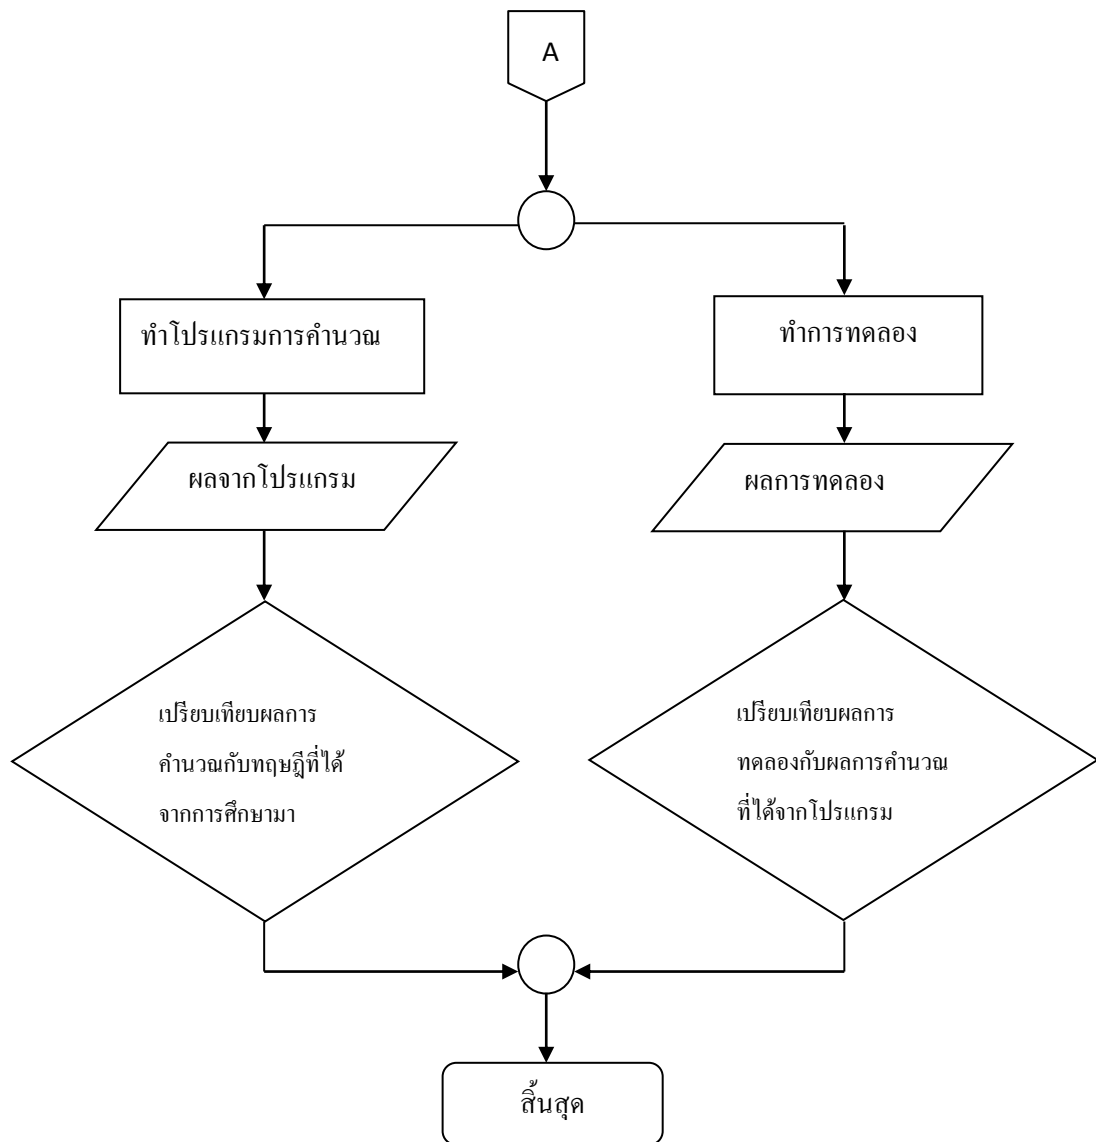 A
ทำโปรแกรมการคำนวณ
ทำการทดลอง
ผลจากโปรแกรม
ผลการทดลอง
เปรียบเทียบผลการ
คำนวณกับทฤษฎีที่ได้
จากการศึกษามา
เปรียบเทียบผลการ
ทดลองกับผลการคำนวณ
ที่ได้จากโปรแกรม
สิ้นสุด